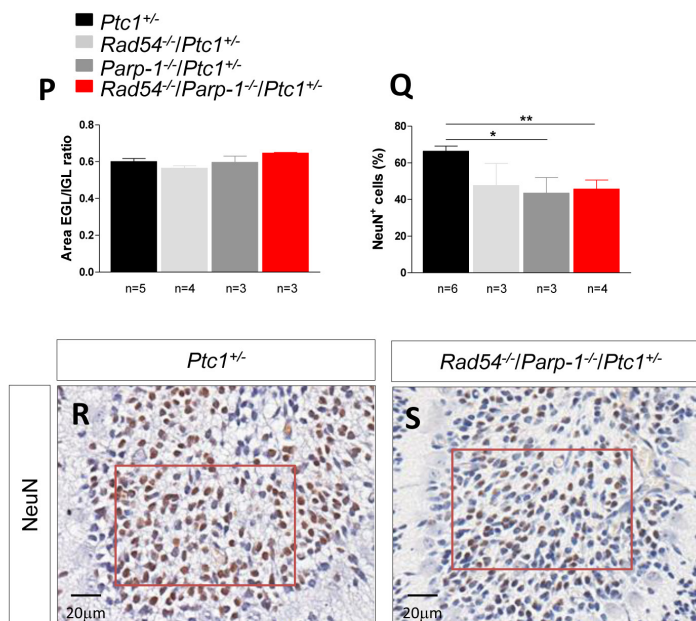 Ptc1+/-
Rad54-/-/Ptc1+/-
Parp-1-/-/Ptc1+/-
Rad54-/-/Parp-1-/-/Ptc1+/-
P
Area EGL/IGL ratio
0.8
0.6
0.4
0.2
0.0
n=5 n=4 n=3 n=3
Q
NeuN+ cells (%)
80
60
40
20
0
**
*
n=6 n=3 n=3 n=4
Ptc1+/-
Rad54-/-/Parp-1-/-/Ptc1+/-
NeuN
R
20μm
S
20μm